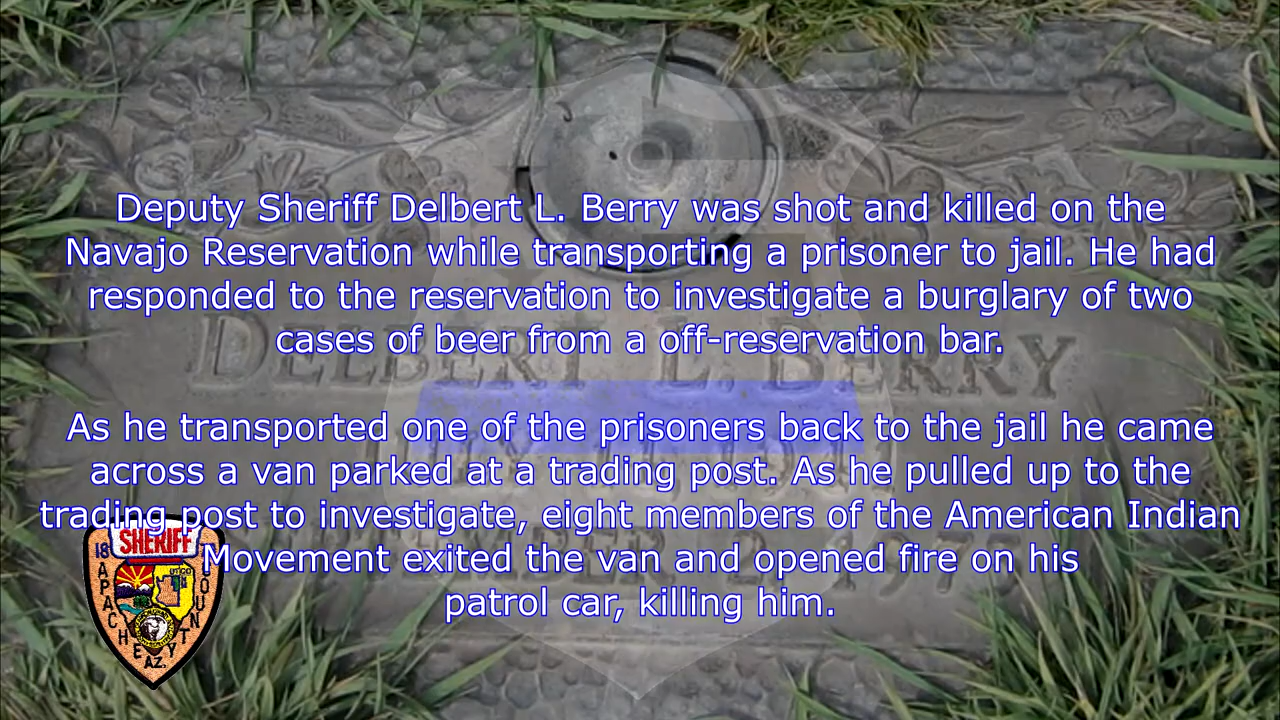 Deputy Sheriff Delbert L. Berry was shot and killed on the
Navajo Reservation while transporting a prisoner to jail. He had
responded to the reservation to investigate a burglary of two
cases of beer from a off-reservation bar.
DELBERT L. BERRY
As he transported one of the prisoners back to the jail he came
across a van parked at a trading post. As he pulled up to the
trading post to investigate, eight members of the American Indian
Movement exited the van and opened fire on his
patrol car, killing him.
SHERIFF
APACHE COUNTY
AZ.